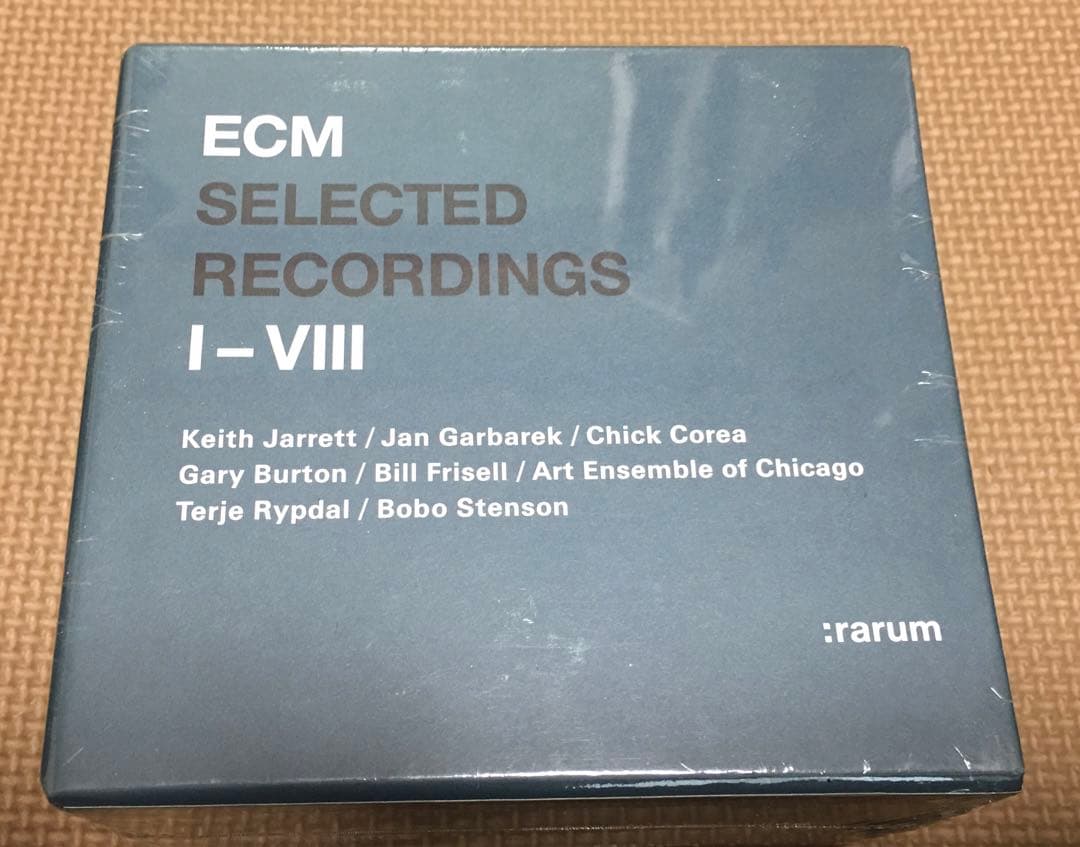 ECM
SELECTED
RECORDINGS
I – VIII
Keith Jarrett / Jan Garbarek / Chick Corea
Gary Burton / Bill Frisell / Art Ensemble of Chicago
Terje Rypdal / Bobo Stenson
:rarum